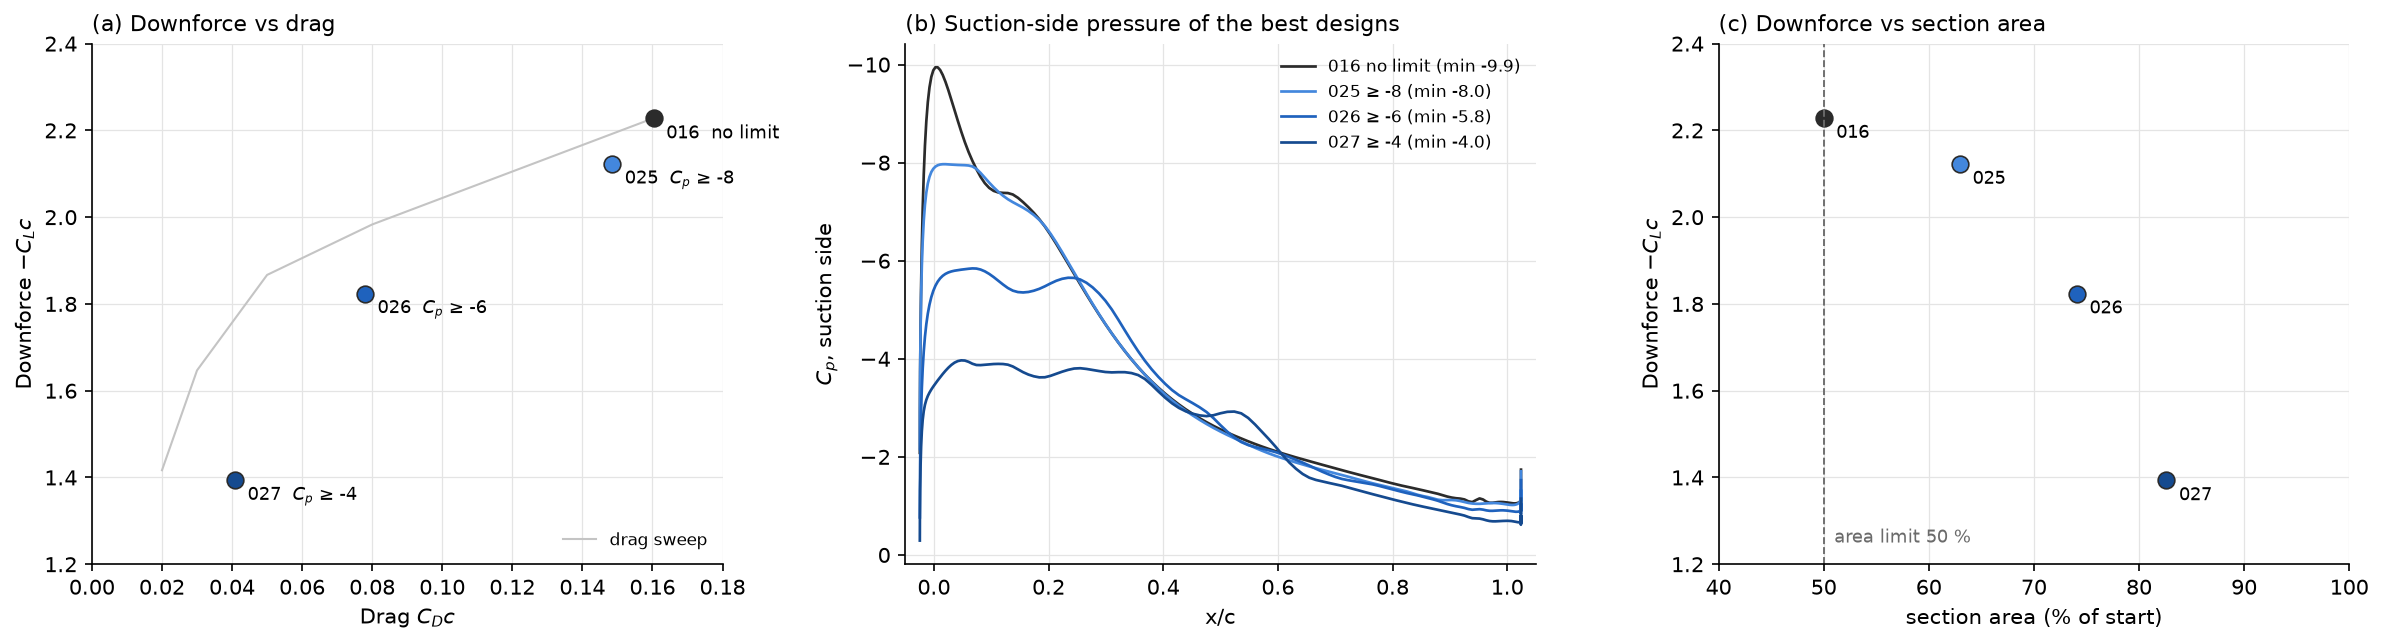 (a) Downforce vs drag
2.4
2.2
2.0
1.8
1.6
1.4
1.2
Downforce −C_L c
016 no limit
025 C_p ≥ -8
026 C_p ≥ -6
027 C_p ≥ -4
drag sweep
0.00 0.02 0.04 0.06 0.08 0.10 0.12 0.14 0.16 0.18
Drag C_D c
(b) Suction-side pressure of the best designs
−10
−8
−6
−4
−2
0
C_p, suction side
016 no limit (min -9.9)
025 ≥ -8 (min -8.0)
026 ≥ -6 (min -5.8)
027 ≥ -4 (min -4.0)
0.0 0.2 0.4 0.6 0.8 1.0
x/c
(c) Downforce vs section area
2.4
2.2
2.0
1.8
1.6
1.4
1.2
Downforce −C_L c
016
025
026
027
area limit 50 %
40 50 60 70 80 90 100
section area (% of start)